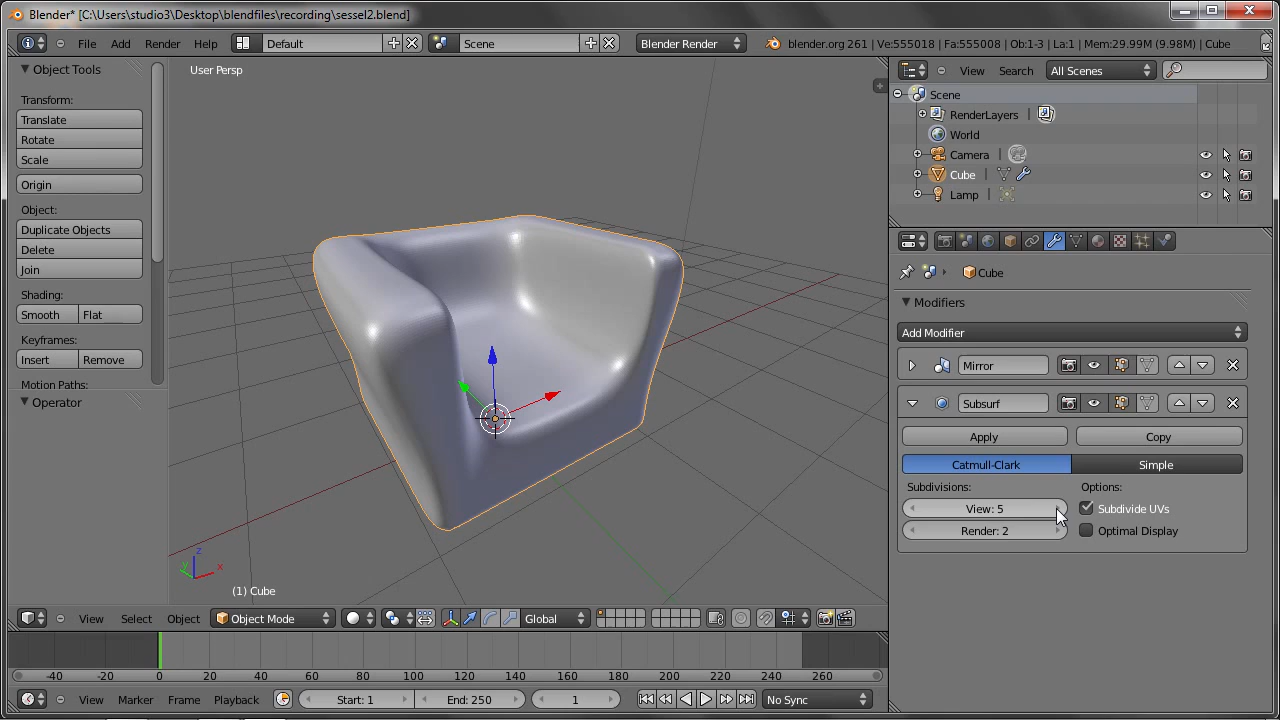 Blender* [C:\Users\studio3\Desktop\blendfiles\recording\sessel2.blend]
File Add Render Help Default Scene Blender Render blender.org 261 | Ve:555018 | Fa:555008 | Ob:1-3 | La:1 | Mem:29.99M (9.98M) | Cube
Object Tools
Transform:
Translate
Rotate
Scale
Origin
Object:
Duplicate Objects
Delete
Join
Shading:
Smooth Flat
Keyframes:
Insert Remove
Motion Paths:
Operator
User Persp
z
y x
(1) Cube
View Select Object Object Mode Global
-40 -20 0 20 40 60 80 100 120 140 160 180 200 220 240 260
View Marker Frame Playback Start: 1 End: 250 1 No Sync
View Search All Scenes
Scene
RenderLayers |
World
Camera |
Cube |
Lamp |
Cube
Modifiers
Add Modifier
Mirror
Subsurf
Apply Copy
Catmull-Clark Simple
Subdivisions: Options:
View: 5 Subdivide UVs
Render: 2 Optimal Display